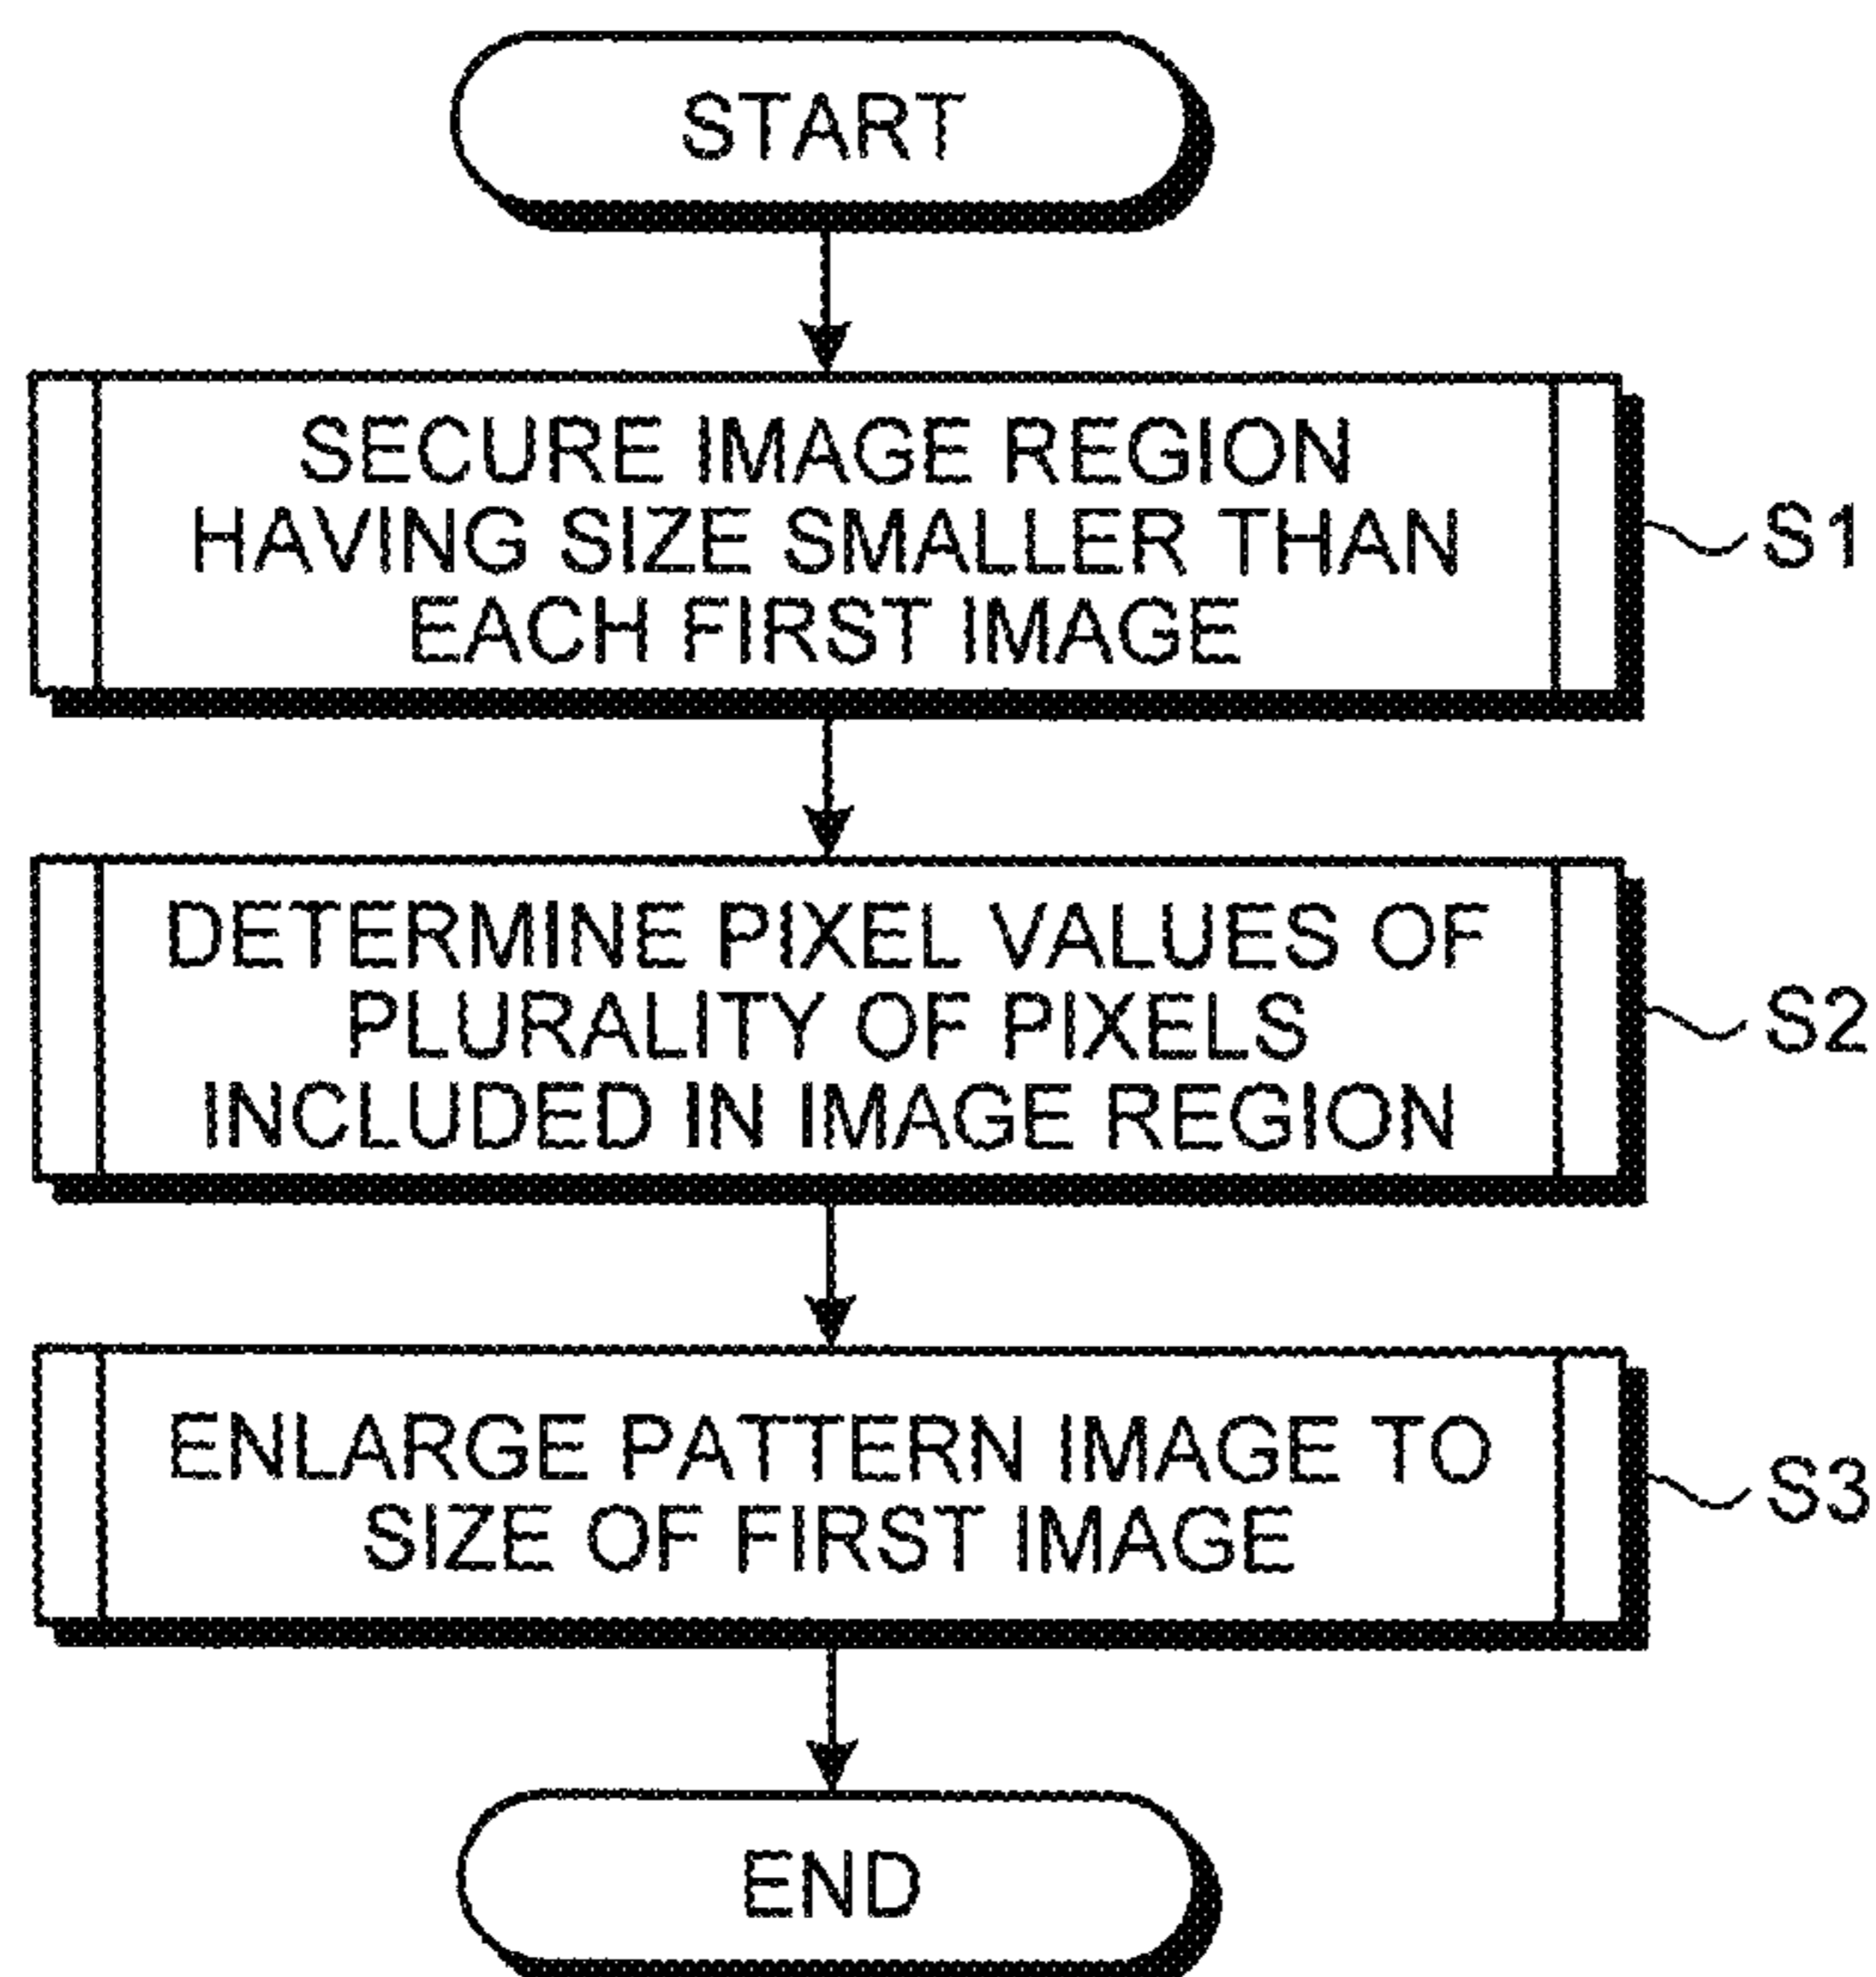 START
SECURE IMAGE REGION
HAVING SIZE SMALLER THAN
EACH FIRST IMAGE
S1
DETERMINE PIXEL VALUES OF
PLURALITY OF PIXELS
INCLUDED IN IMAGE REGION
S2
ENLARGE PATTERN IMAGE TO
SIZE OF FIRST IMAGE
S3
END